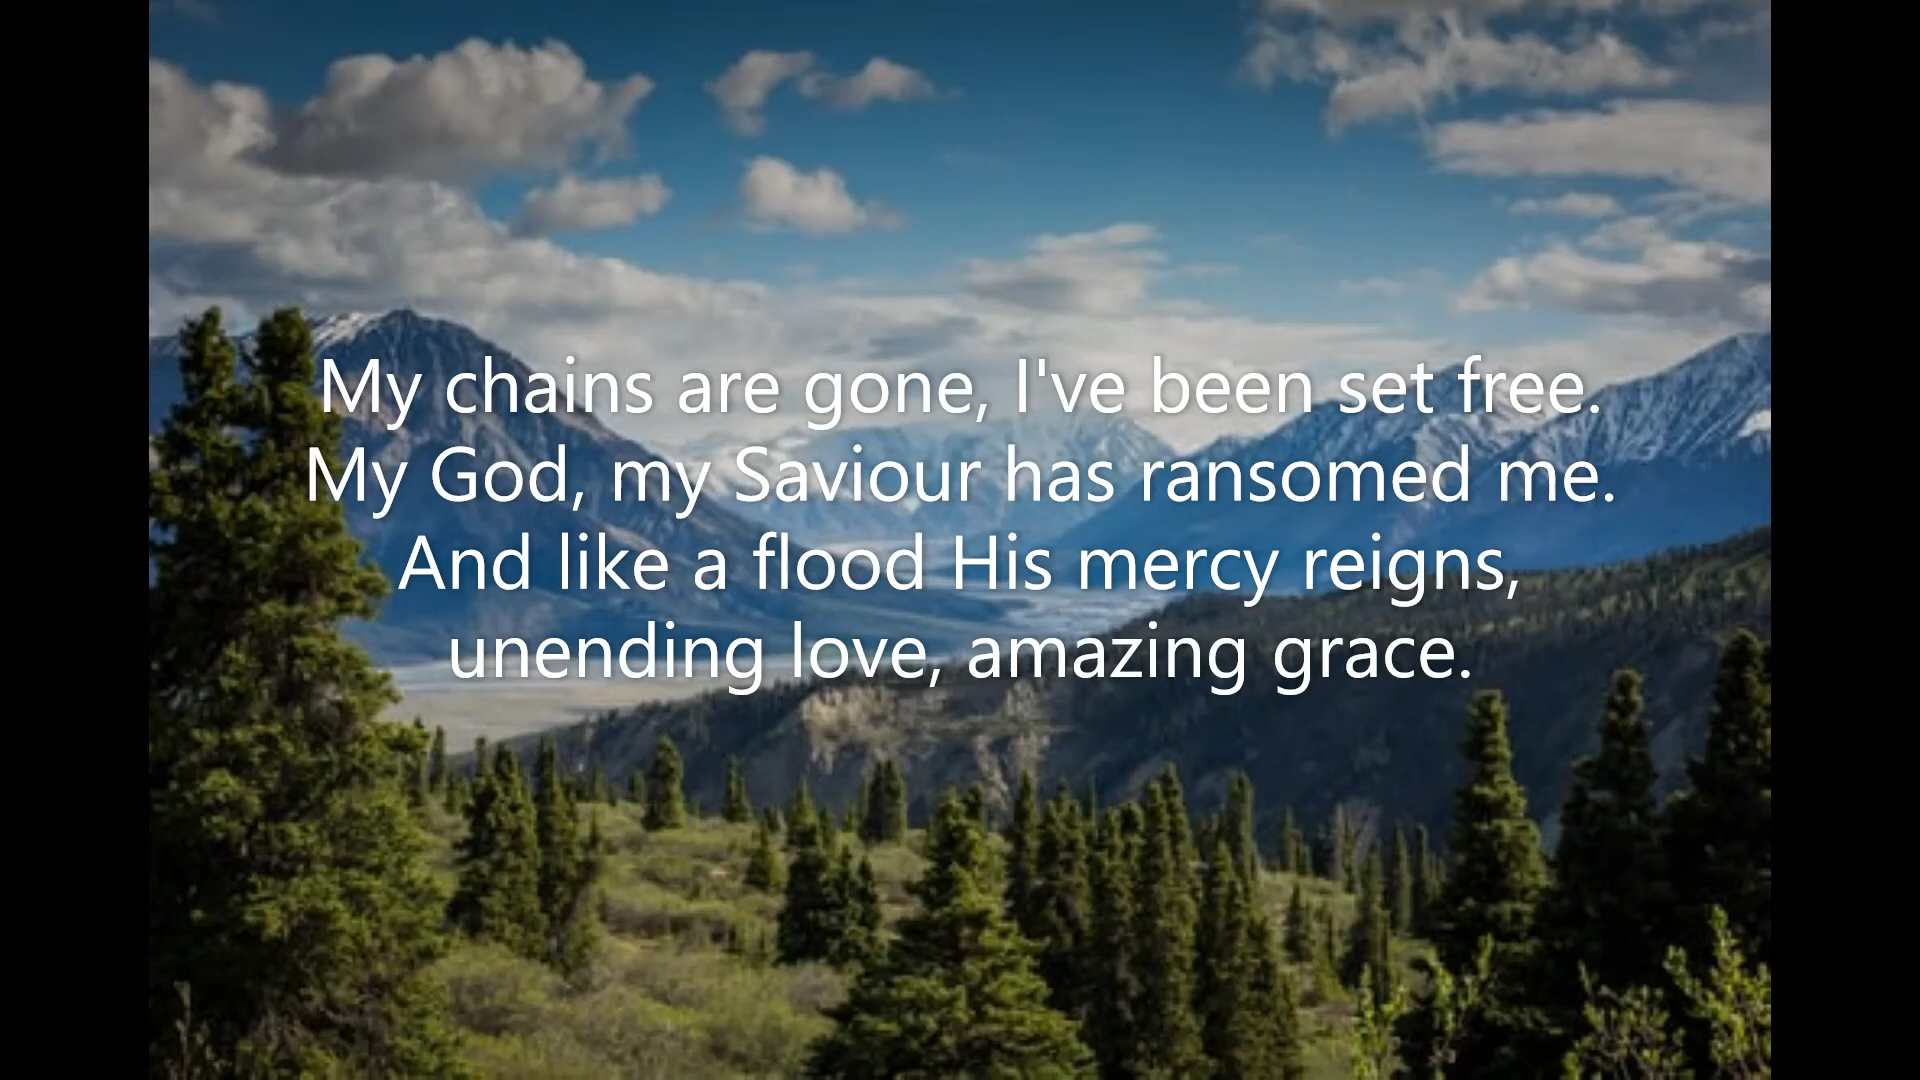 My chains are gone, I've been set free.
My God, my Saviour has ransomed me.
And like a flood His mercy reigns,
unending love, amazing grace.